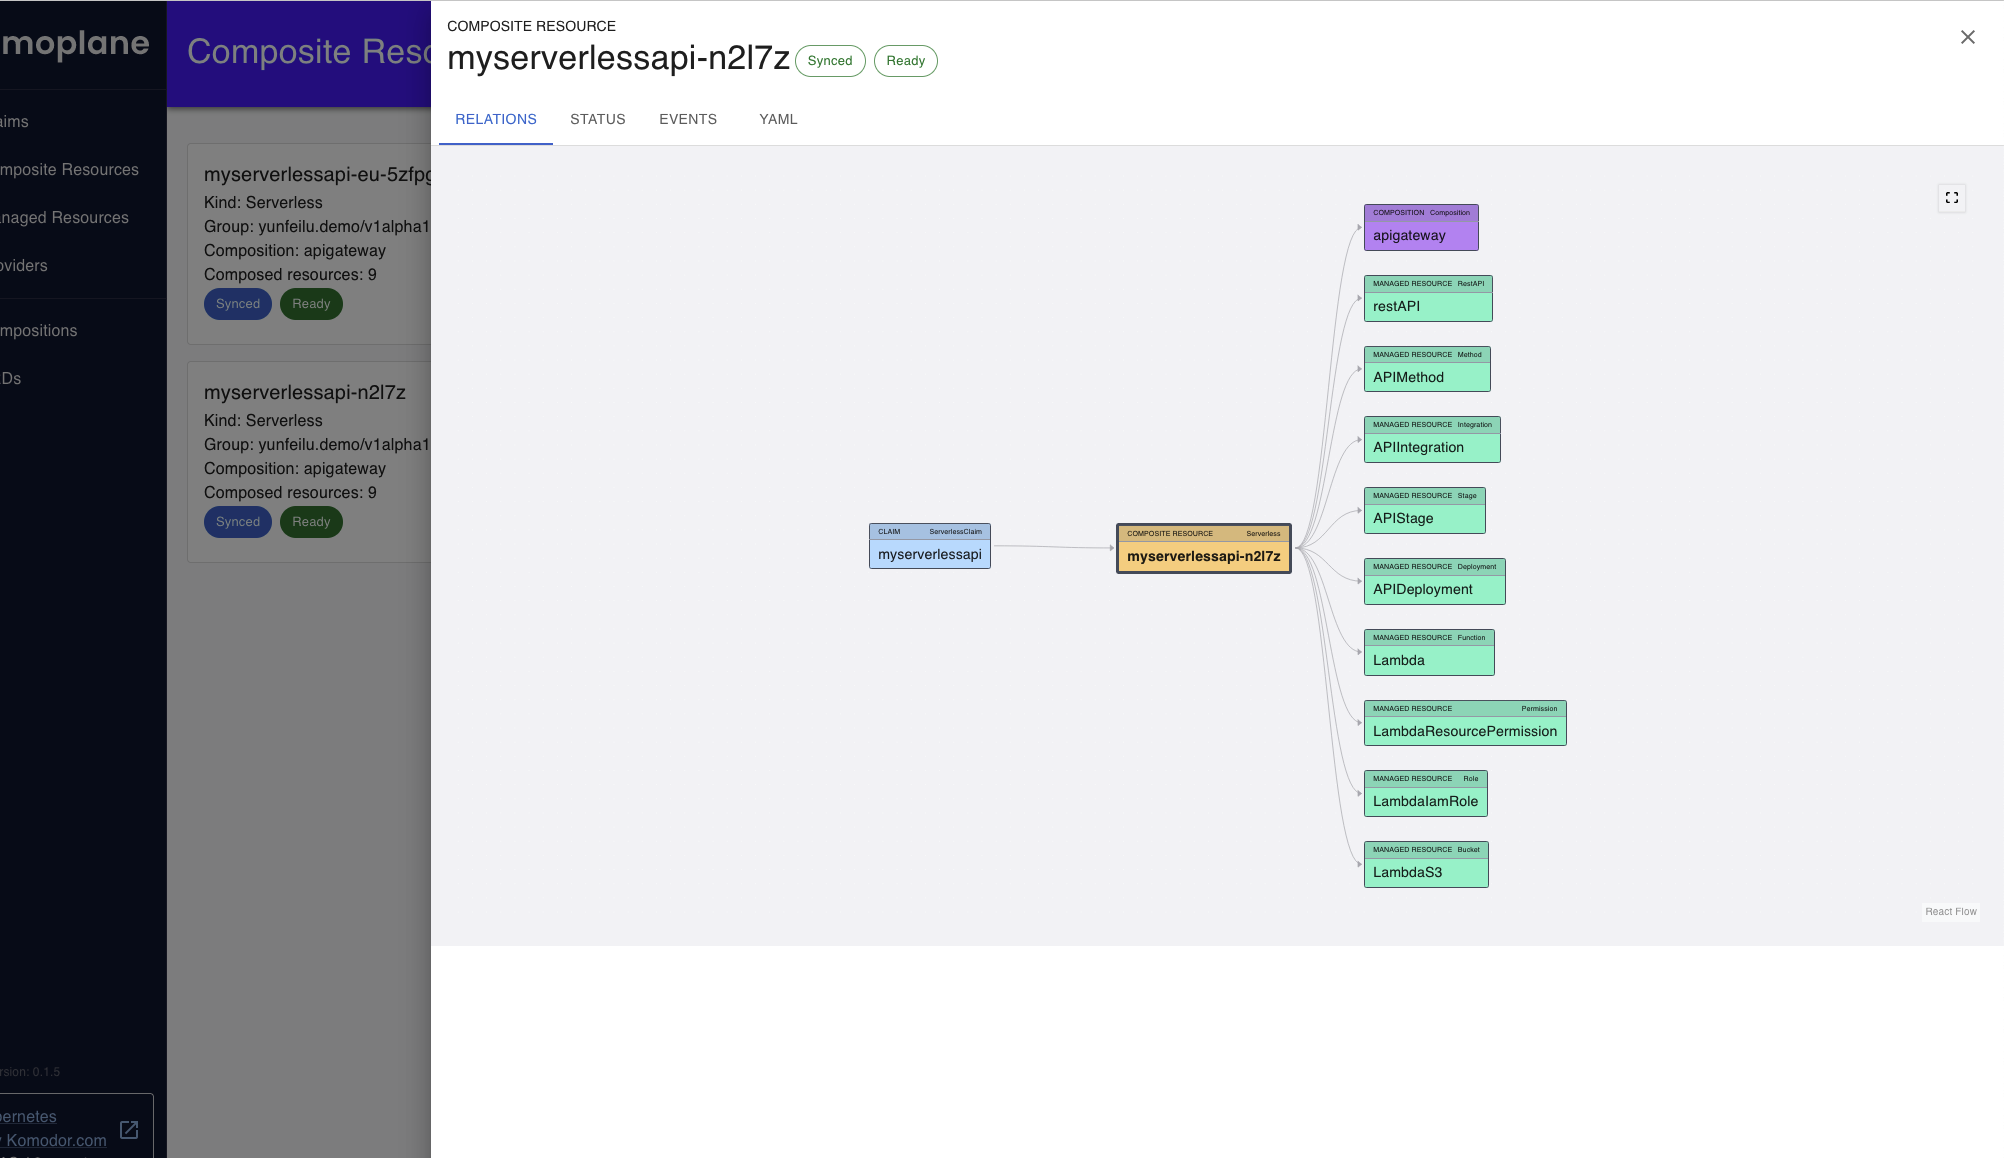 moplane
aims
mposite Resources
anaged Resources
oviders
mpositions
Ds
rsion: 0.1.5
bernetes
y Komodor.com
Composite Reso
myserverlessapi-eu-5zfpg
Kind: Serverless
Group: yunfeilu.demo/v1alpha1
Composition: apigateway
Composed resources: 9
Synced Ready
myserverlessapi-n2l7z
Kind: Serverless
Group: yunfeilu.demo/v1alpha1
Composition: apigateway
Composed resources: 9
Synced Ready
COMPOSITE RESOURCE
myserverlessapi-n2l7z Synced Ready
RELATIONS STATUS EVENTS YAML
CLAIM ServerlessClaim
myserverlessapi
COMPOSITE RESOURCE Serverless
myserverlessapi-n2l7z
COMPOSITION Composition
apigateway
MANAGED RESOURCE RestAPI
restAPI
MANAGED RESOURCE Method
APIMethod
MANAGED RESOURCE Integration
APIIntegration
MANAGED RESOURCE Stage
APIStage
MANAGED RESOURCE Deployment
APIDeployment
MANAGED RESOURCE Function
Lambda
MANAGED RESOURCE Permission
LambdaResourcePermission
MANAGED RESOURCE Role
LambdaIamRole
MANAGED RESOURCE Bucket
LambdaS3
React Flow